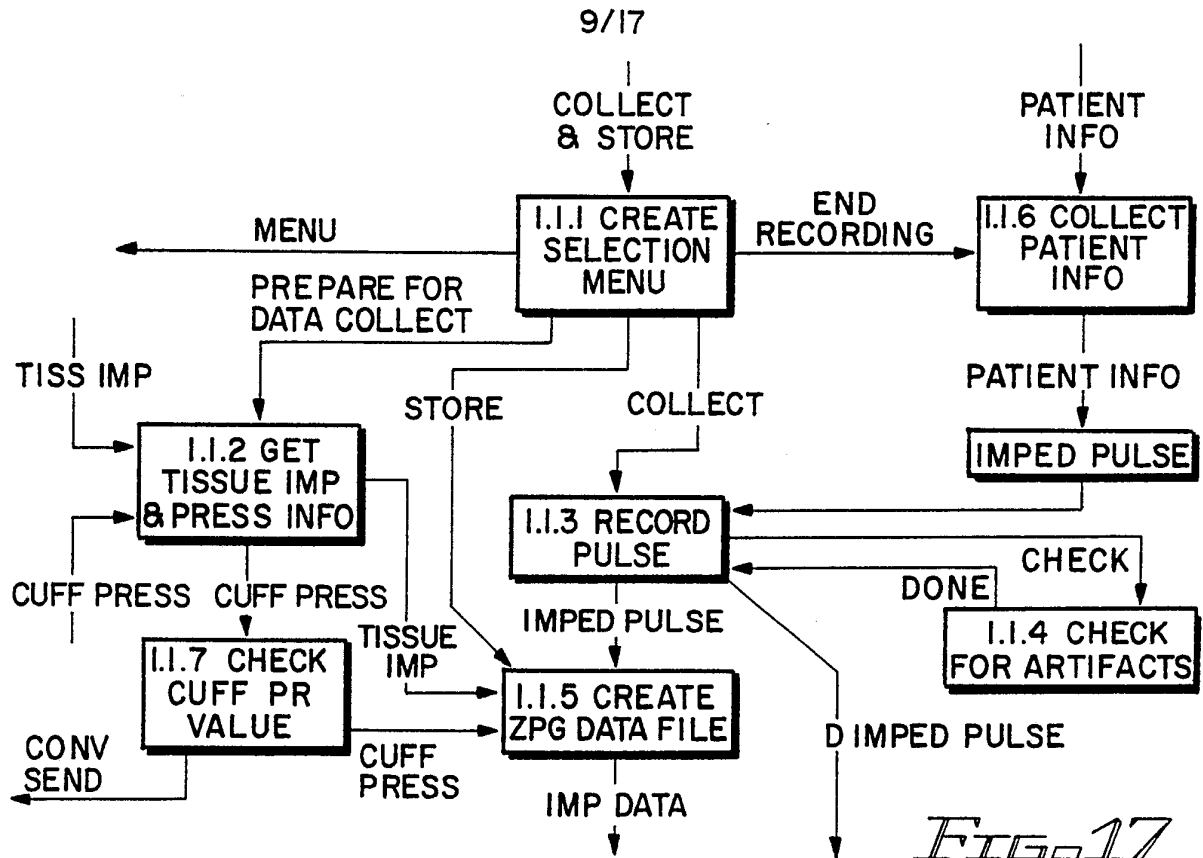 9/17
COLLECT
& STORE
PATIENT
INFO
1.1.1 CREATE
SELECTION
MENU
MENU
END
RECORDING
1.1.6 COLLECT
PATIENT
INFO
PREPARE FOR
DATA COLLECT
TISS IMP
STORE
COLLECT
PATIENT INFO
1.1.2 GET
TISSUE IMP
& PRESS INFO
IMPED PULSE
1.1.3 RECORD
PULSE
CHECK
DONE
CUFF PRESS
CUFF PRESS
TISSUE
IMP
IMPED PULSE
1.1.4 CHECK
FOR ARTIFACTS
1.1.7 CHECK
CUFF PR
VALUE
1.1.5 CREATE
ZPG DATA FILE
D IMPED PULSE
CONV
SEND
CUFF
PRESS
IMP DATA
FIG. 17